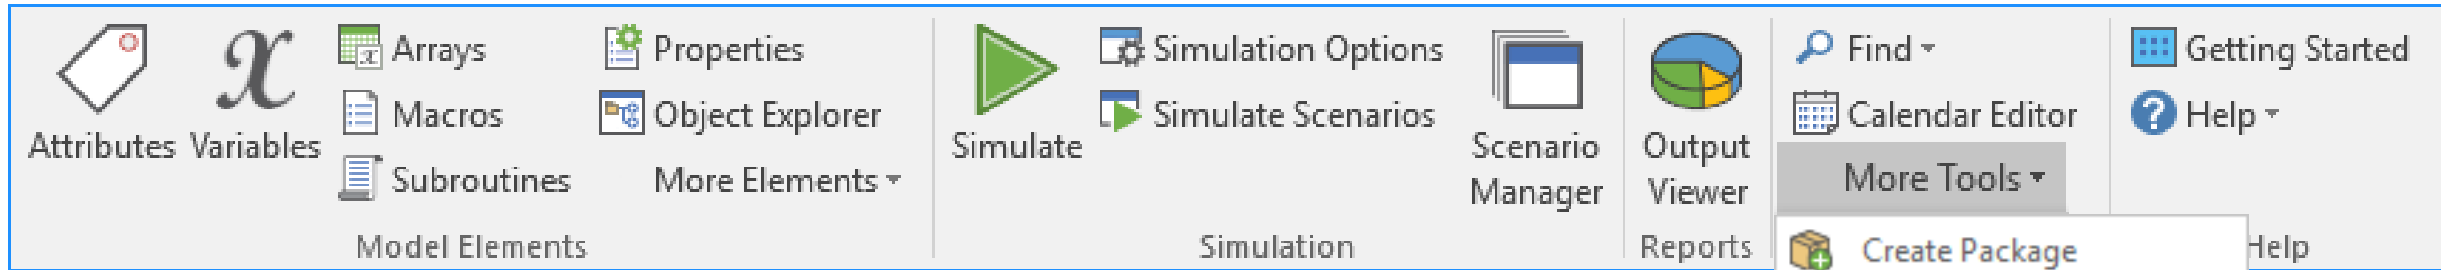 Attributes
Variables
Arrays
Macros
Subroutines
Properties
Object Explorer
More Elements
Model Elements
Simulate
Simulation Options
Simulate Scenarios
Scenario
Manager
Simulation
Output
Viewer
Reports
Find
Calendar Editor
More Tools
Create Package
Getting Started
Help
Help